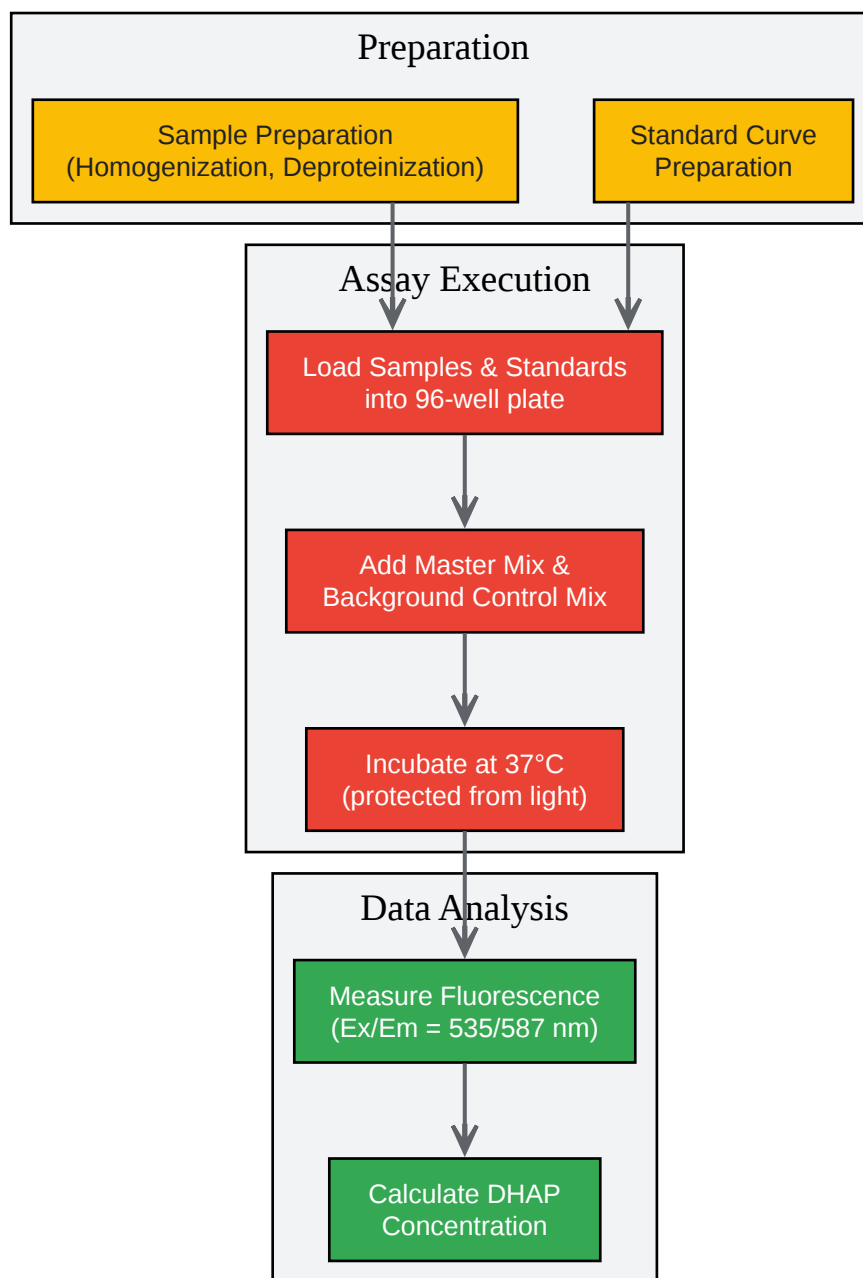 Preparation
Sample Preparation
(Homogenization, Deproteinization)
Standard Curve
Preparation
Assay Execution
Load Samples & Standards
into 96-well plate
Add Master Mix &
Background Control Mix
Incubate at 37°C
(protected from light)
Data Analysis
Measure Fluorescence
(Ex/Em = 535/587 nm)
Calculate DHAP
Concentration